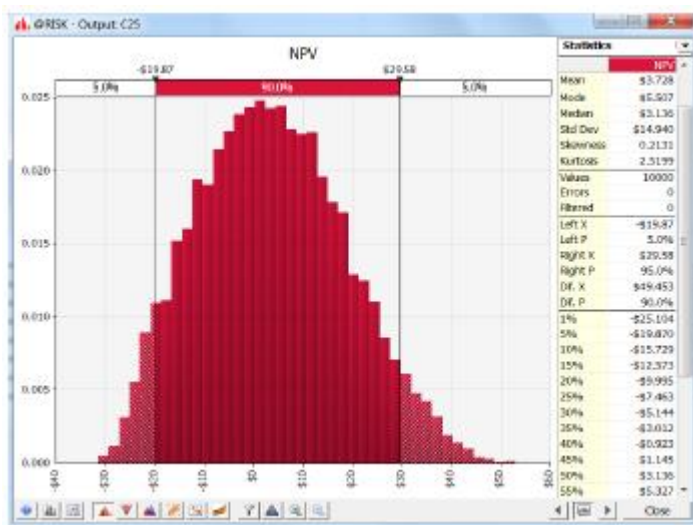 @RISK - Output: C25
NPV
-$19.87 $29.58
5.0% 90.0% 5.0%
0.025
0.020
0.015
0.010
0.005
0.000
-$40 -$30 -$20 -$10 $0 $10 $20 $30 $40 $50 $60
Statistics
NPV
Mean $3.728
Mode $5.507
Median $3.136
Std Dev $14.940
Skewness 0.2131
Kurtosis 2.5199
Values 10000
Errors 0
Filtered 0
Left X -$19.87
Left P 5.0%
Right X $29.58
Right P 95.0%
Dif. X $49.453
Dif. P 90.0%
1% -$25.104
5% -$19.870
10% -$15.729
15% -$12.373
20% -$9.995
25% -$7.463
30% -$5.144
35% -$3.012
40% -$0.923
45% $1.145
50% $3.136
55% $5.327
Close